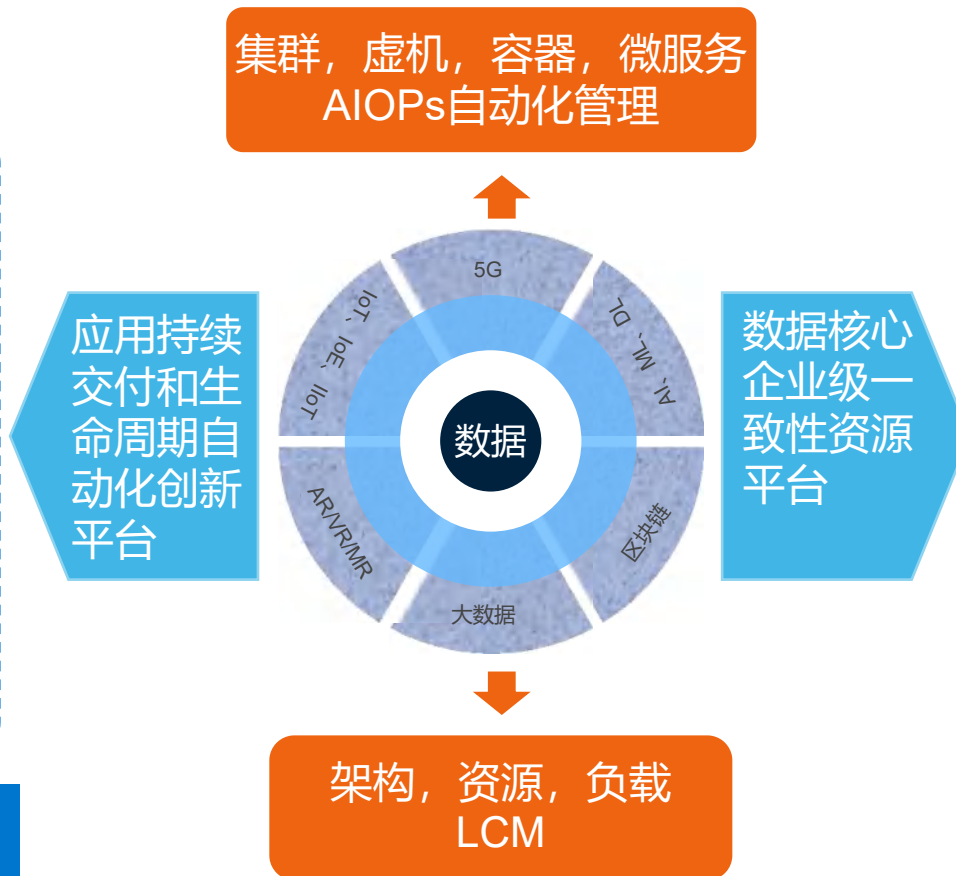 集群，虚机，容器，微服务
AIOPs自动化管理
5G
IoT、IoE、IIoT
AI、ML、DL
应用持续
交付和生
命周期自
动化创新
平台
数据
数据核心
企业级一
致性资源
平台
AR/VR/MR
区块链
大数据
架构，资源，负载
LCM